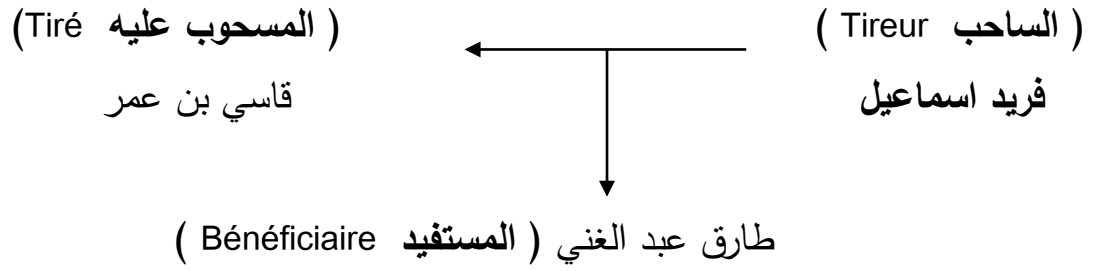 ( الساحب Tireur )
( المسحوب عليه Tiré)
فريد اسماعيل
قاسي بن عمر
طارق عبد الغني ( المستفيد Bénéficiaire )